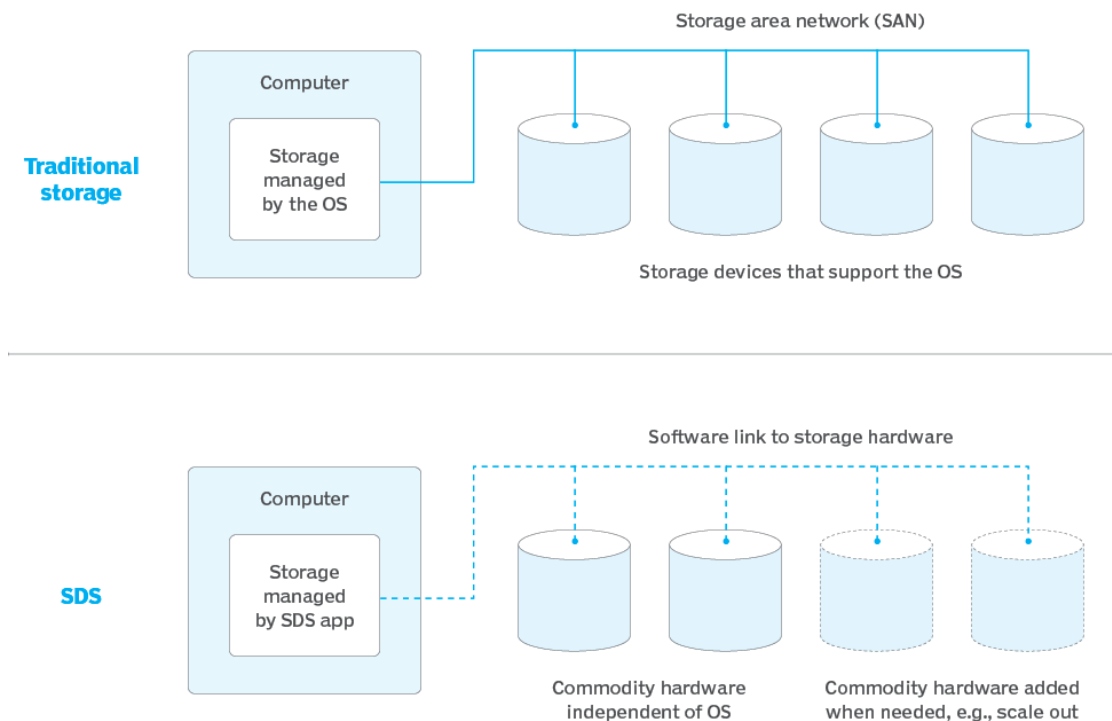 Storage area network (SAN)
Computer
Traditional
storage
Storage
managed
by the OS
Storage devices that support the OS
Software link to storage hardware
Computer
SDS
Storage
managed
by SDS app
Commodity hardware
independent of OS
Commodity hardware added
when needed, e.g., scale out